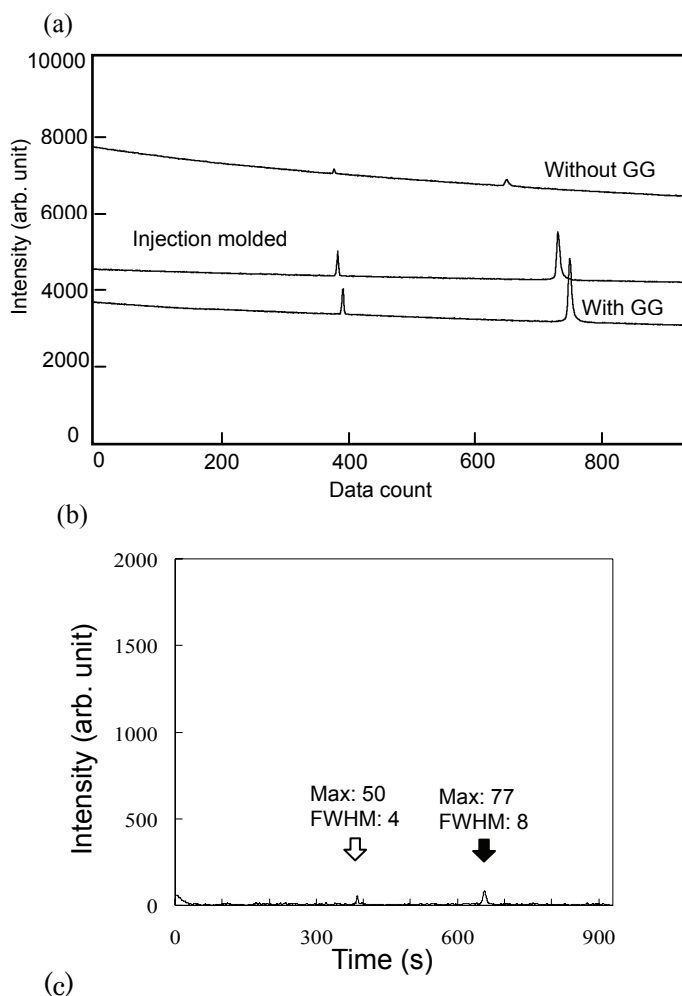 (a)
10000
8000
6000
4000
2000
0
Intensity (arb. unit)
Without GG
Injection molded
With GG
0 200 400 600 800
Data count
(b)
2000
1500
1000
500
0
Intensity (arb. unit)
Max: 50 Max: 77
FWHM: 4 FWHM: 8
0 300 600 900
Time (s)
(c)